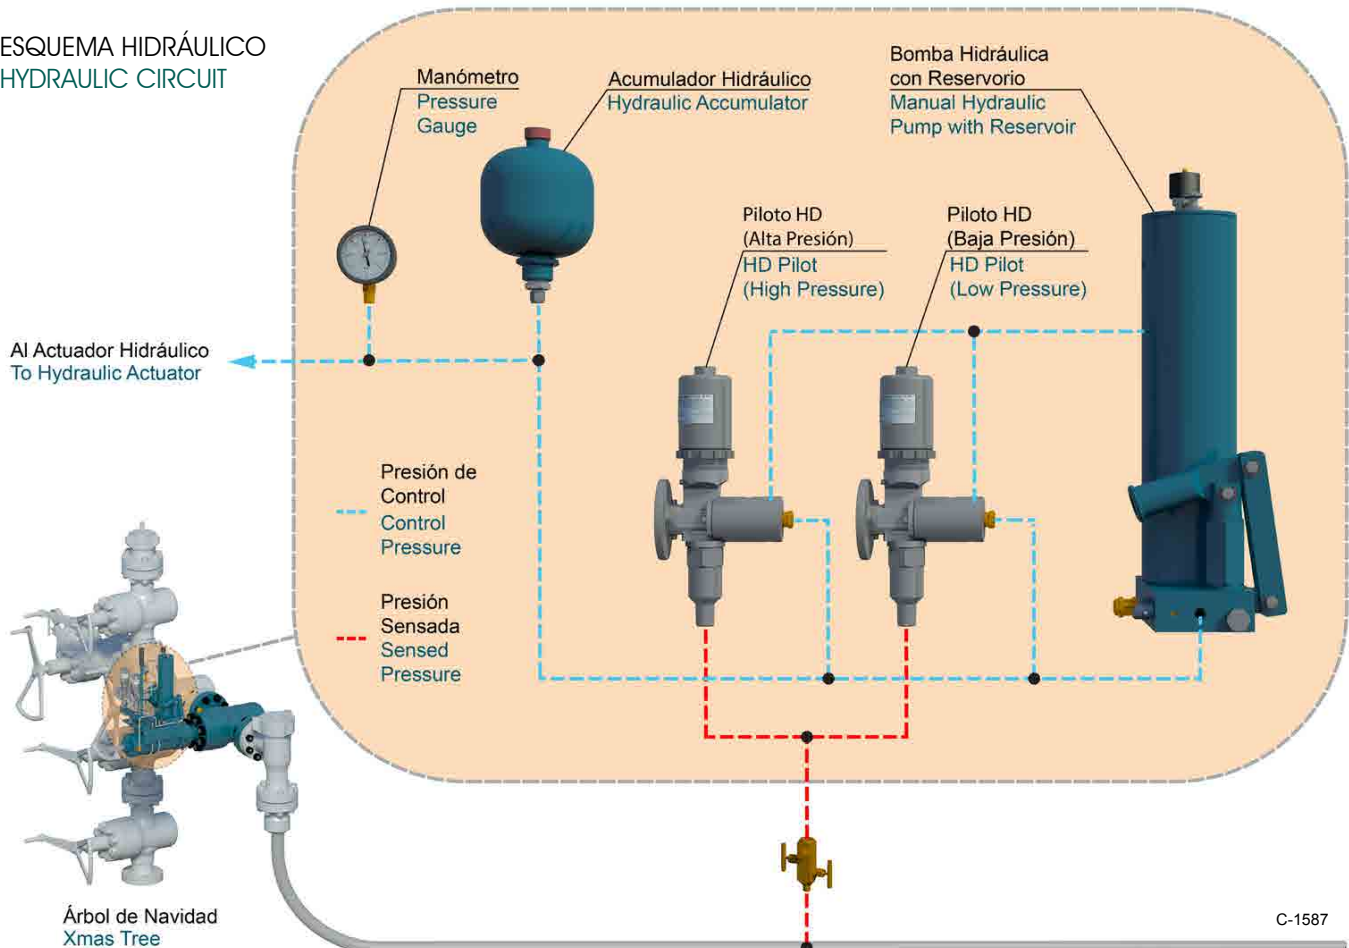 ESQUEMA HIDRÁULICO
HYDRAULIC CIRCUIT
Manómetro
Pressure
Gauge
Acumulador Hidráulico
Hydraulic Accumulator
Bomba Hidráulica
con Reservorio
Manual Hydraulic
Pump with Reservoir
Piloto HD
(Alta Presión)
HD Pilot
(High Pressure)
Piloto HD
(Baja Presión)
HD Pilot
(Low Pressure)
Al Actuador Hidráulico
To Hydraulic Actuator
Presión de
Control
Control
Pressure
Presión
Sensada
Sensed
Pressure
Árbol de Navidad
Xmas Tree
C-1587